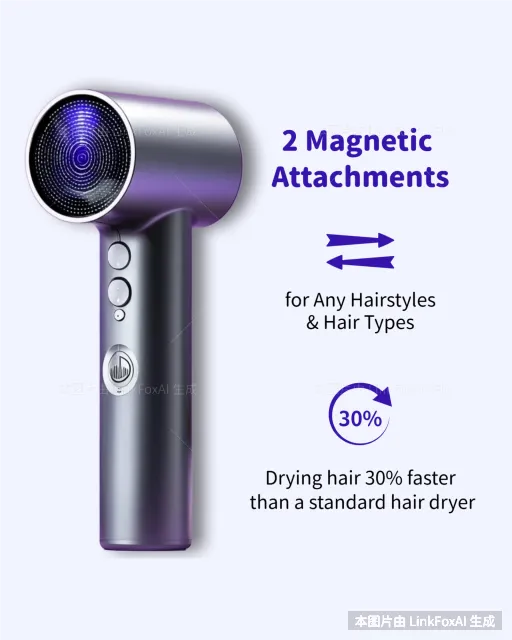 2 Magnetic
Attachments
for Any Hairstyles
& Hair Types
30%
Drying hair 30% faster
than a standard hair dryer
本图片由 LinkFoxAI 生成